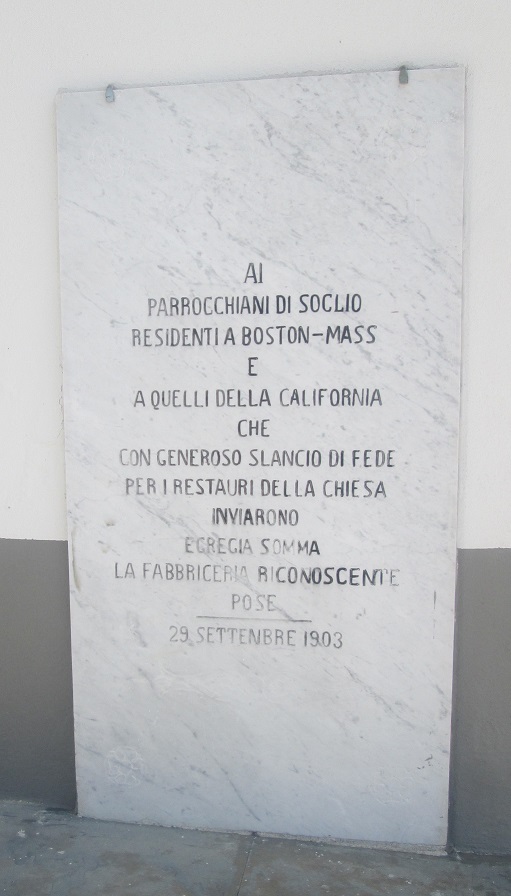 AI
PARROCCHIANI DI SOGLIO
RESIDENTI A BOSTON-MASS
E
A QUELLI DELLA CALIFORNIA
CHE
CON GENEROSO SLANCIO DI FEDE
PER I RESTAURI DELLA CHIESA
INVIARONO
EGREGIA SOMMA
LA FABBRICERIA RICONOSCENTE
POSE
29 SETTENBRE 1903